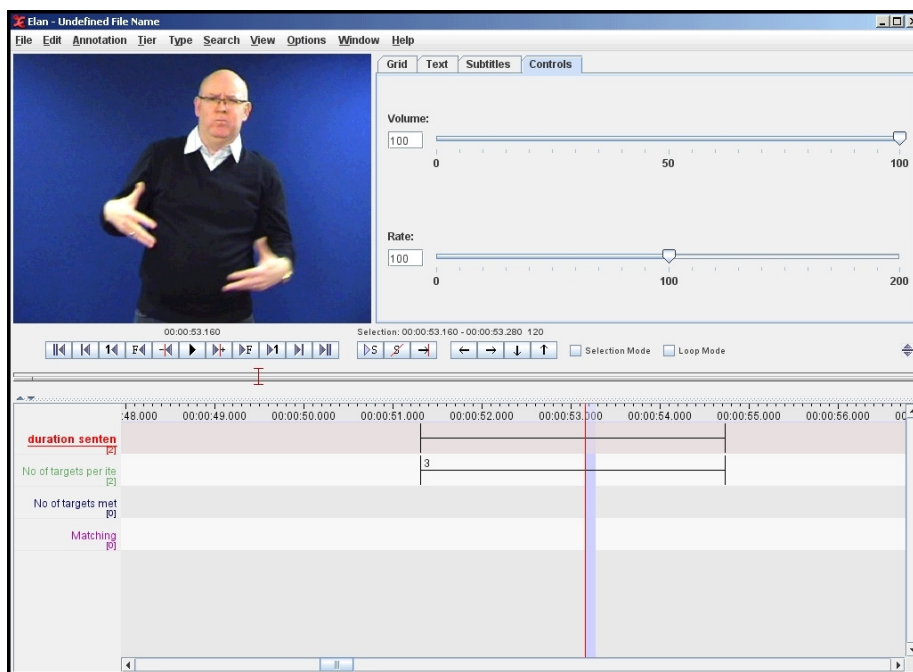 Elan - Undefined File Name
File Edit Annotation Tier Type Search View Options Window Help
Grid Text Subtitles Controls
Volume:
100
0 50 100
Rate:
100
0 100 200
00:00:53.160
Selection: 00:00:53.160 - 00:00:53.280 120
1 F F 1 S S Selection Mode Loop Mode
:48.000 00:00:49.000 00:00:50.000 00:00:51.000 00:00:52.000 00:00:53.000 00:00:54.000 00:00:55.000 00:00:56.000 00
duration senten
[2]
3
No of targets per ite
[2]
No of targets met
[0]
Matching
[0]